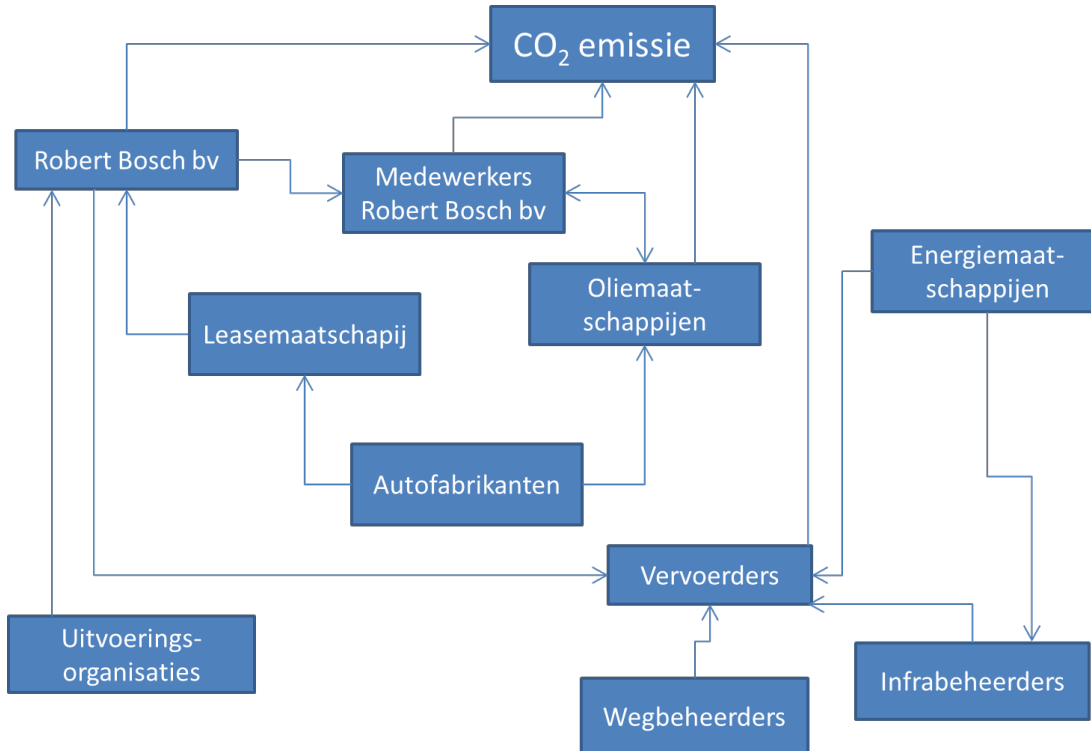 CO₂ emissie
Robert Bosch bv
Medewerkers
Robert Bosch bv
Energiemaat-
schappijen
Oliemaat-
schappijen
Leasemaatschapij
Autofabrikanten
Vervoerders
Uitvoerings-
organisaties
Infrabeheerders
Wegbeheerders